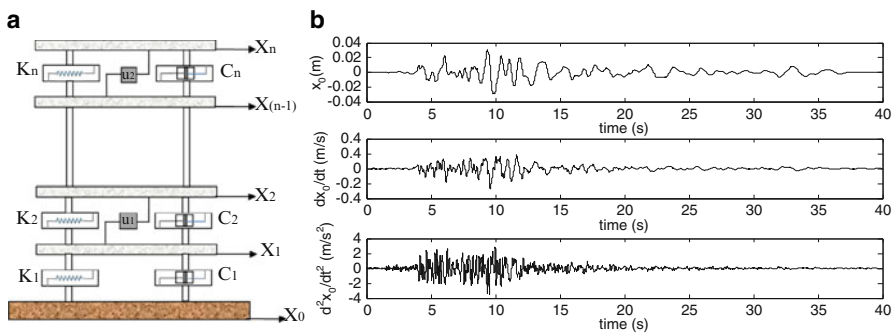 a
Xn
Kn
u2
Cn
X(n-1)
X2
K2
u1
C2
X1
K1
C1
X0
b
0.04
0.02
0
-0.02
-0.04
x0(m)
0 5 10 15 20 25 30 35 40
time (s)
0.4
0.2
0
-0.2
-0.4
dx0/dt (m/s)
0 5 10 15 20 25 30 35 40
time (s)
4
2
0
-2
-4
d²x0/dt² (m/s²)
0 5 10 15 20 25 30 35 40
time (s)